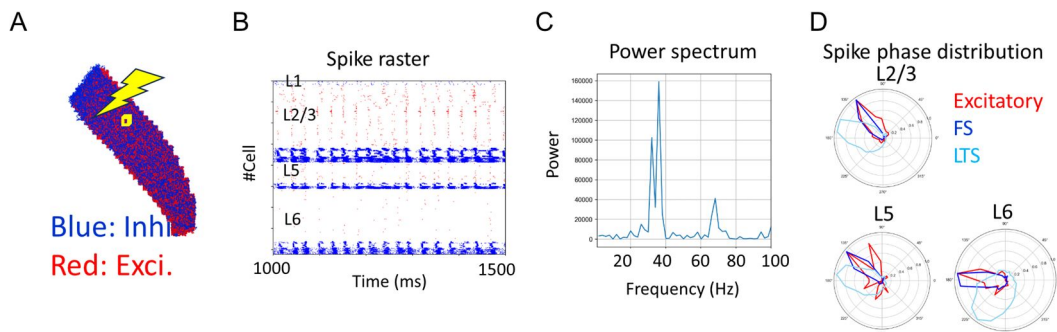 A
B
C
D
Spike raster
Power spectrum
Spike phase distribution
L1
L2/3
L5
L6
#Cell
1000
1500
Time (ms)
Blue: Inhi
Red: Exci.
160000
140000
120000
100000
80000
60000
40000
20000
0
Power
20
40
60
80
100
Frequency (Hz)
L2/3
Excitatory
FS
LTS
L5
L6